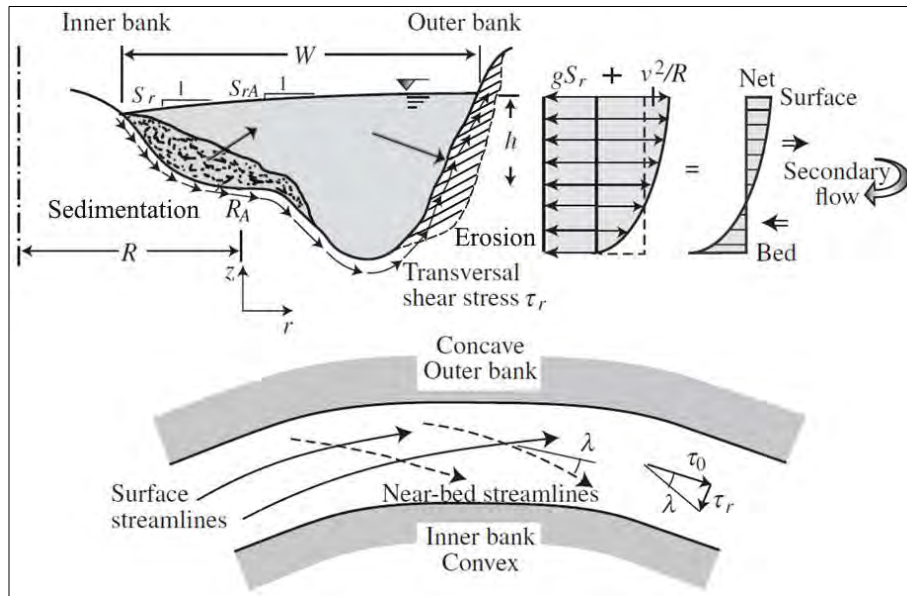 Inner bank
Outer bank
W
S_r 1
S_rA 1
h
gS_r + v²/R
=
Net
Surface
Secondary
flow
Bed
Sedimentation
R_A
R
z
r
Erosion
Transversal
shear stress τ_r
Concave
Outer bank
λ
τ_0
λ
τ_r
Surface
streamlines
Near-bed streamlines
Inner bank
Convex